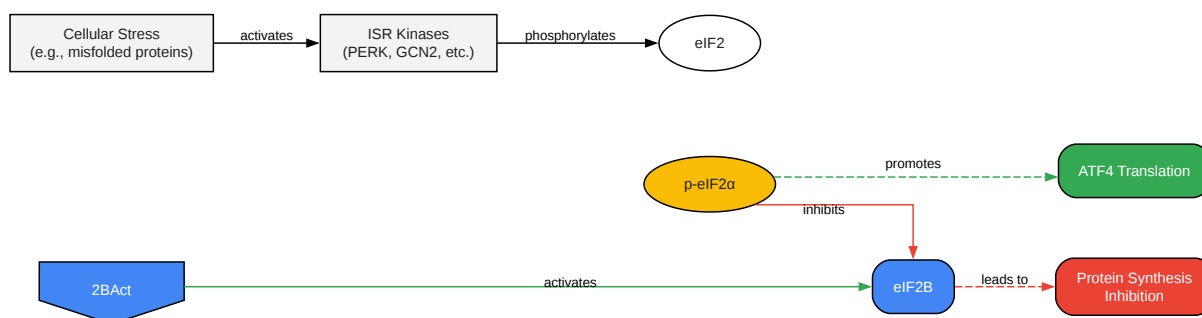 Cellular Stress
(e.g., misfolded proteins)
activates
ISR Kinases
(PERK, GCN2, etc.)
phosphorylates
eIF2
p-eIF2α
promotes
ATF4 Translation
inhibits
2BAct
activates
eIF2B
leads to
Protein Synthesis
Inhibition